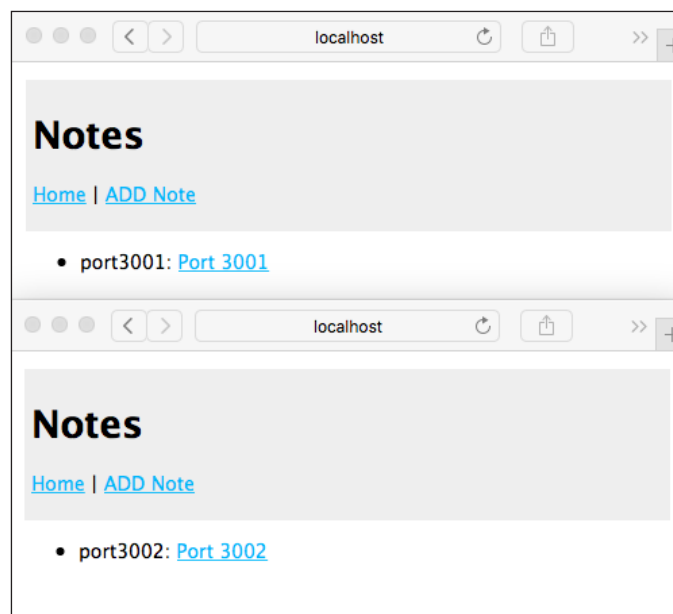 localhost
Notes
Home | ADD Note
• port3001: Port 3001
localhost
Notes
Home | ADD Note
• port3002: Port 3002